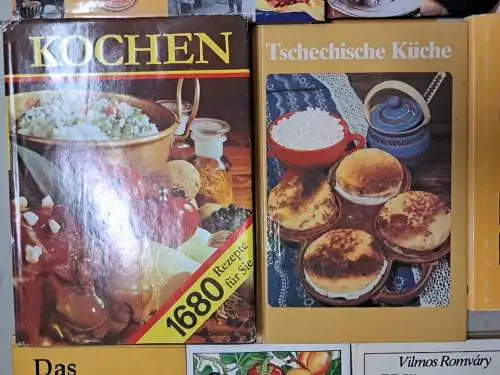 KOCHEN
1680 Rezepte
für Sie
Tschechische Küche
Das
Vilmos Romváry